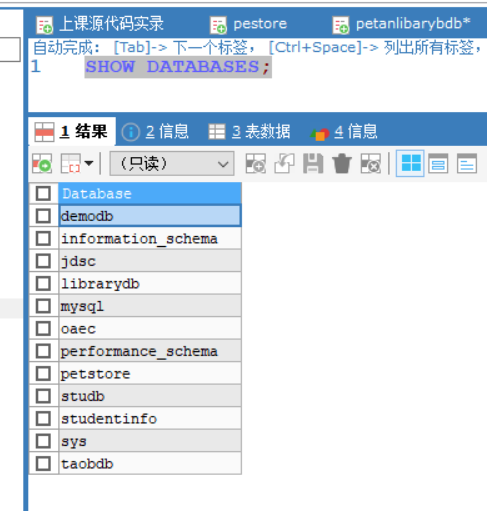 上课源代码实录 pestore petanlibarybdb*
自动完成: [Tab]-> 下一个标签, [Ctrl+Space]-> 列出所有标签,
1 SHOW DATABASES;
1 结果 2 信息 3 表数据 4 信息
(只读)
Database
demodb
information_schema
jdsc
librarydb
mysql
oaec
performance_schema
petstore
studb
studentinfo
sys
taobdb